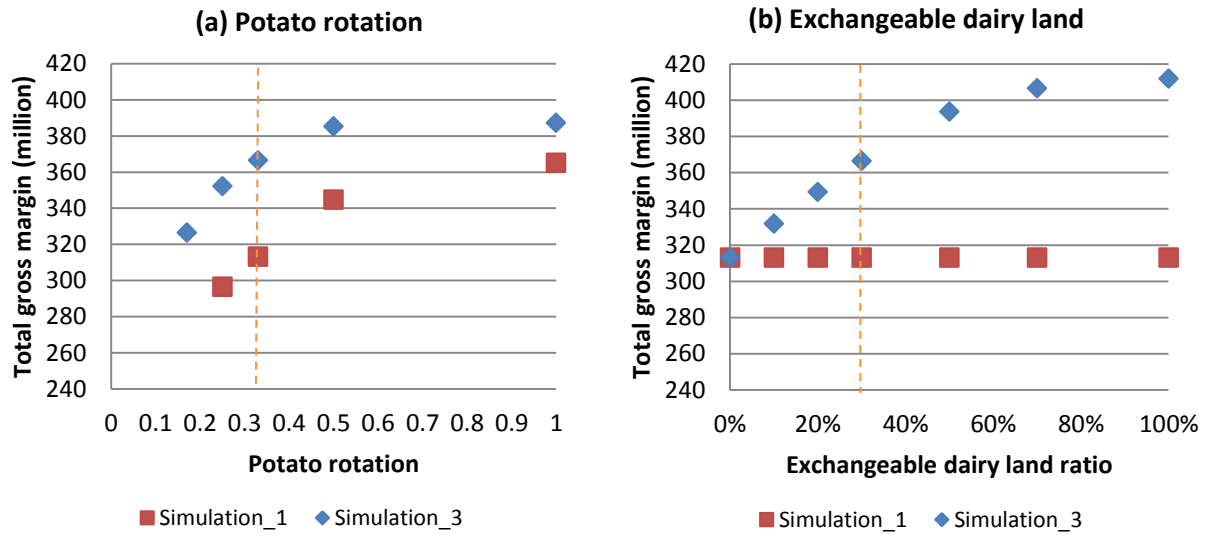 (a) Potato rotation
Total gross margin (million)
420
400
380
360
340
320
300
280
260
240
0 0.1 0.2 0.3 0.4 0.5 0.6 0.7 0.8 0.9 1
Potato rotation
Simulation_1 Simulation_3
(b) Exchangeable dairy land
Total gross margin (million)
420
400
380
360
340
320
300
280
260
240
0% 20% 40% 60% 80% 100%
Exchangeable dairy land ratio
Simulation_1 Simulation_3